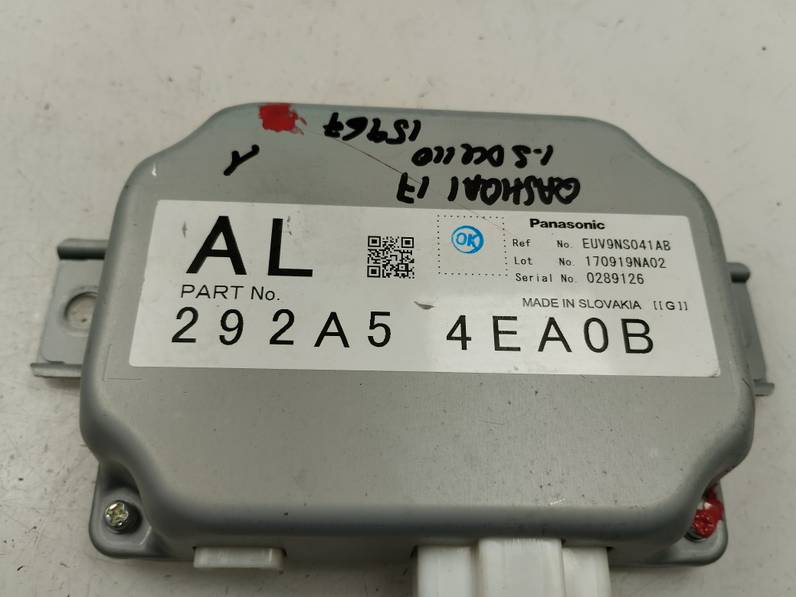 QASHQAI 17
1-5 DCI 110
15767
AL
OK
Panasonic
Ref No. EUV9NS041AB
Lot No. 170919NA02
Serial No. 0289126
PART No.
MADE IN SLOVAKIA [[G]]
292A5 4EA0B